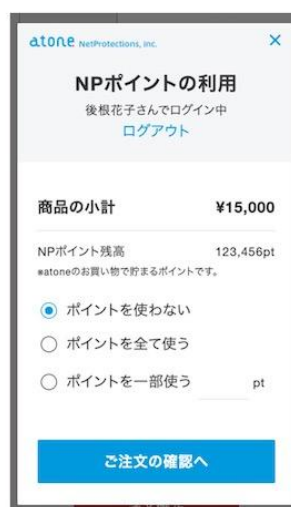 atone NetProtections, Inc. ×
NPポイントの利用
後根花子さんでログイン中
ログアウト
商品の小計 ¥15,000
NPポイント残高 123,456pt
※atoneのお買い物で貯まるポイントです。
ポイントを使わない
ポイントを全て使う
ポイントを一部使う pt
ご注文の確認へ